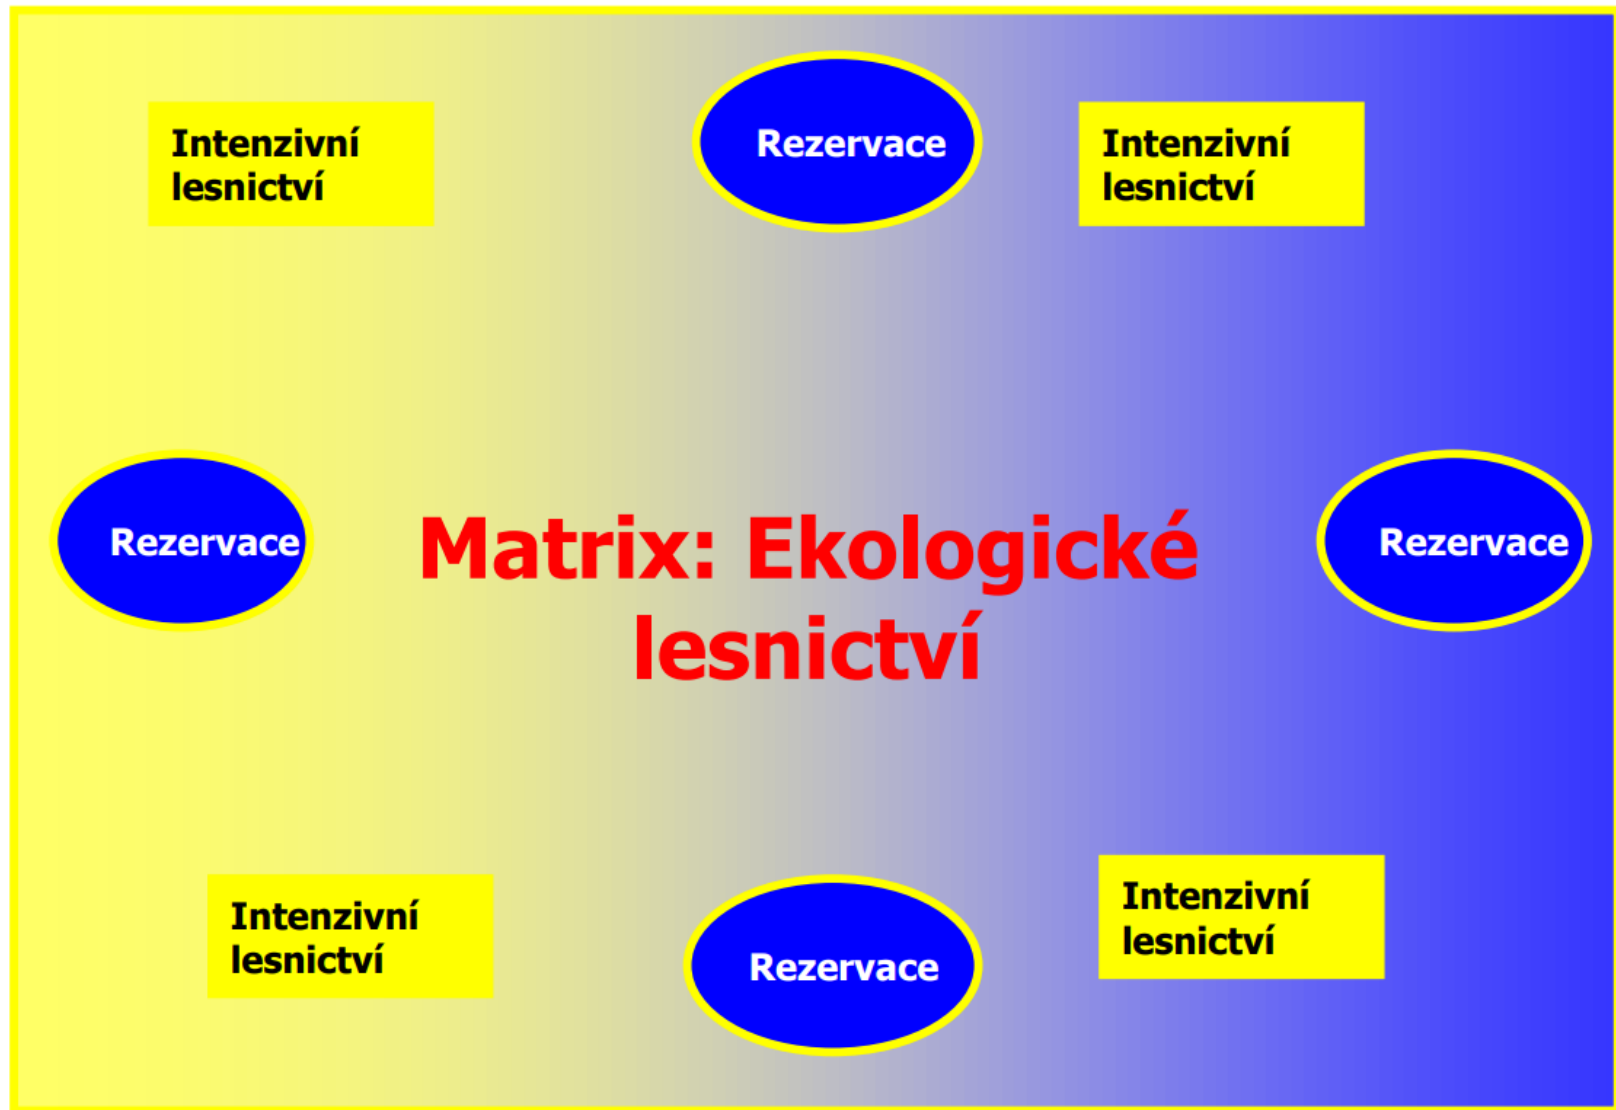 Intenzivní
lesnictví
Rezervace
Intenzivní
lesnictví
Rezervace
Matrix: Ekologické
lesnictví
Rezervace
Intenzivní
lesnictví
Rezervace
Intenzivní
lesnictví